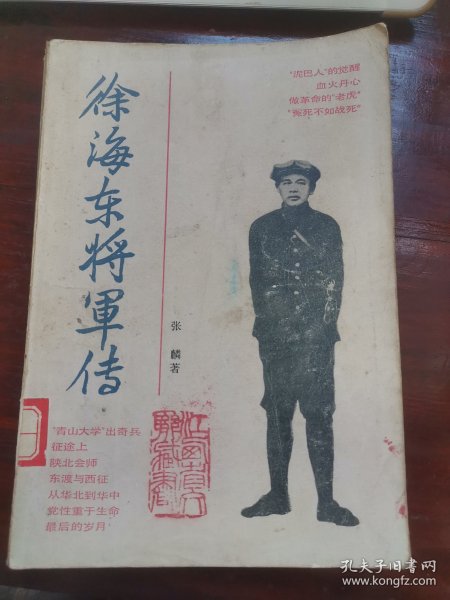 "泥巴人"的觉醒
血火丹心
做革命的"老虎"
"冤死不如战死"
徐海东将軍传
张麟著
"青山大学"出奇兵
征途上
陕北会师
东渡与西征
从华北到华中
党性重于生命
最后的岁月
孔夫子旧书网
www.kongfz.com